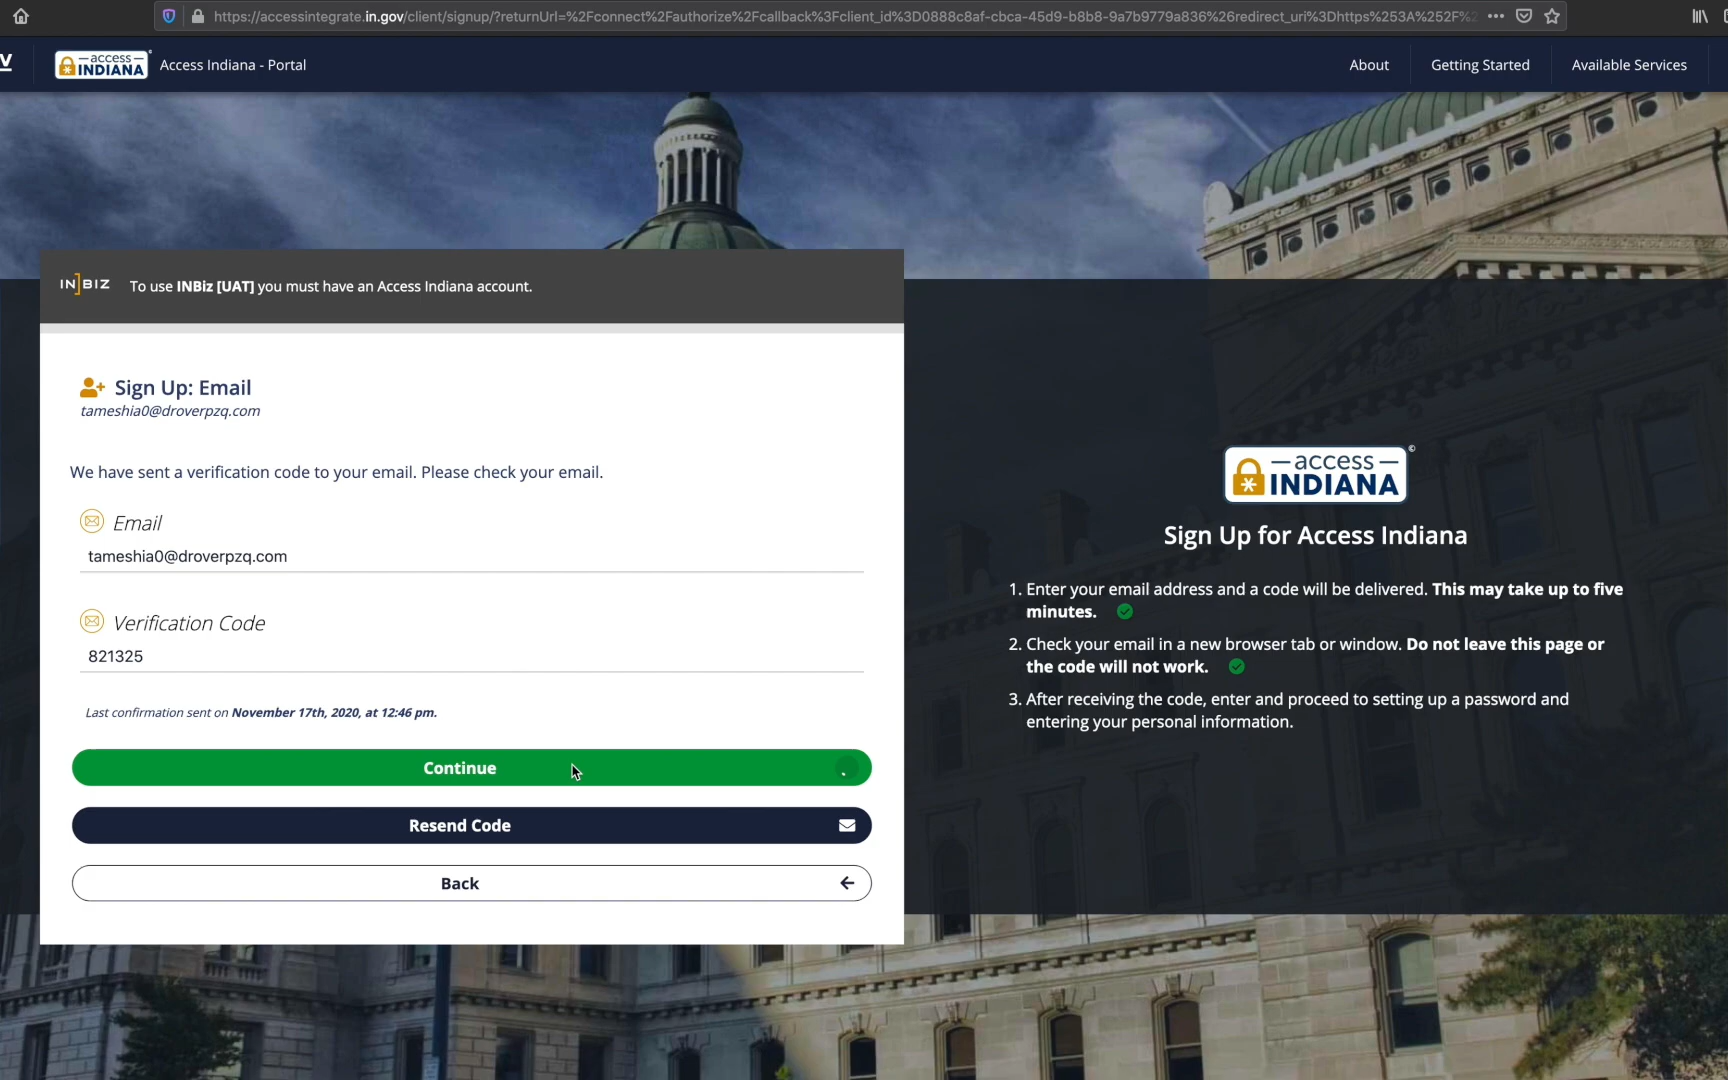 https://accessintegrate.in.gov/client/signup/?returnUrl=%2Fconnect%2Fauthorize%2Fcallback%3Fclient_id%3D0888c8af-cbca-45d9-b8b8-9a7b9779a836%26redirect_uri%3Dhttps%253A%252F%2
access
INDIANA
Access Indiana - Portal
About
Getting Started
Available Services
IN BIZ
To use INBiz [UAT] you must have an Access Indiana account.
Sign Up: Email
tameshia0@droverpzq.com
We have sent a verification code to your email. Please check your email.
Email
tameshia0@droverpzq.com
Verification Code
821325
Last confirmation sent on November 17th, 2020, at 12:46 pm.
Continue
Resend Code
Back
access
INDIANA
©
Sign Up for Access Indiana
1. Enter your email address and a code will be delivered. This may take up to five
minutes.
2. Check your email in a new browser tab or window. Do not leave this page or
the code will not work.
3. After receiving the code, enter and proceed to setting up a password and
entering your personal information.